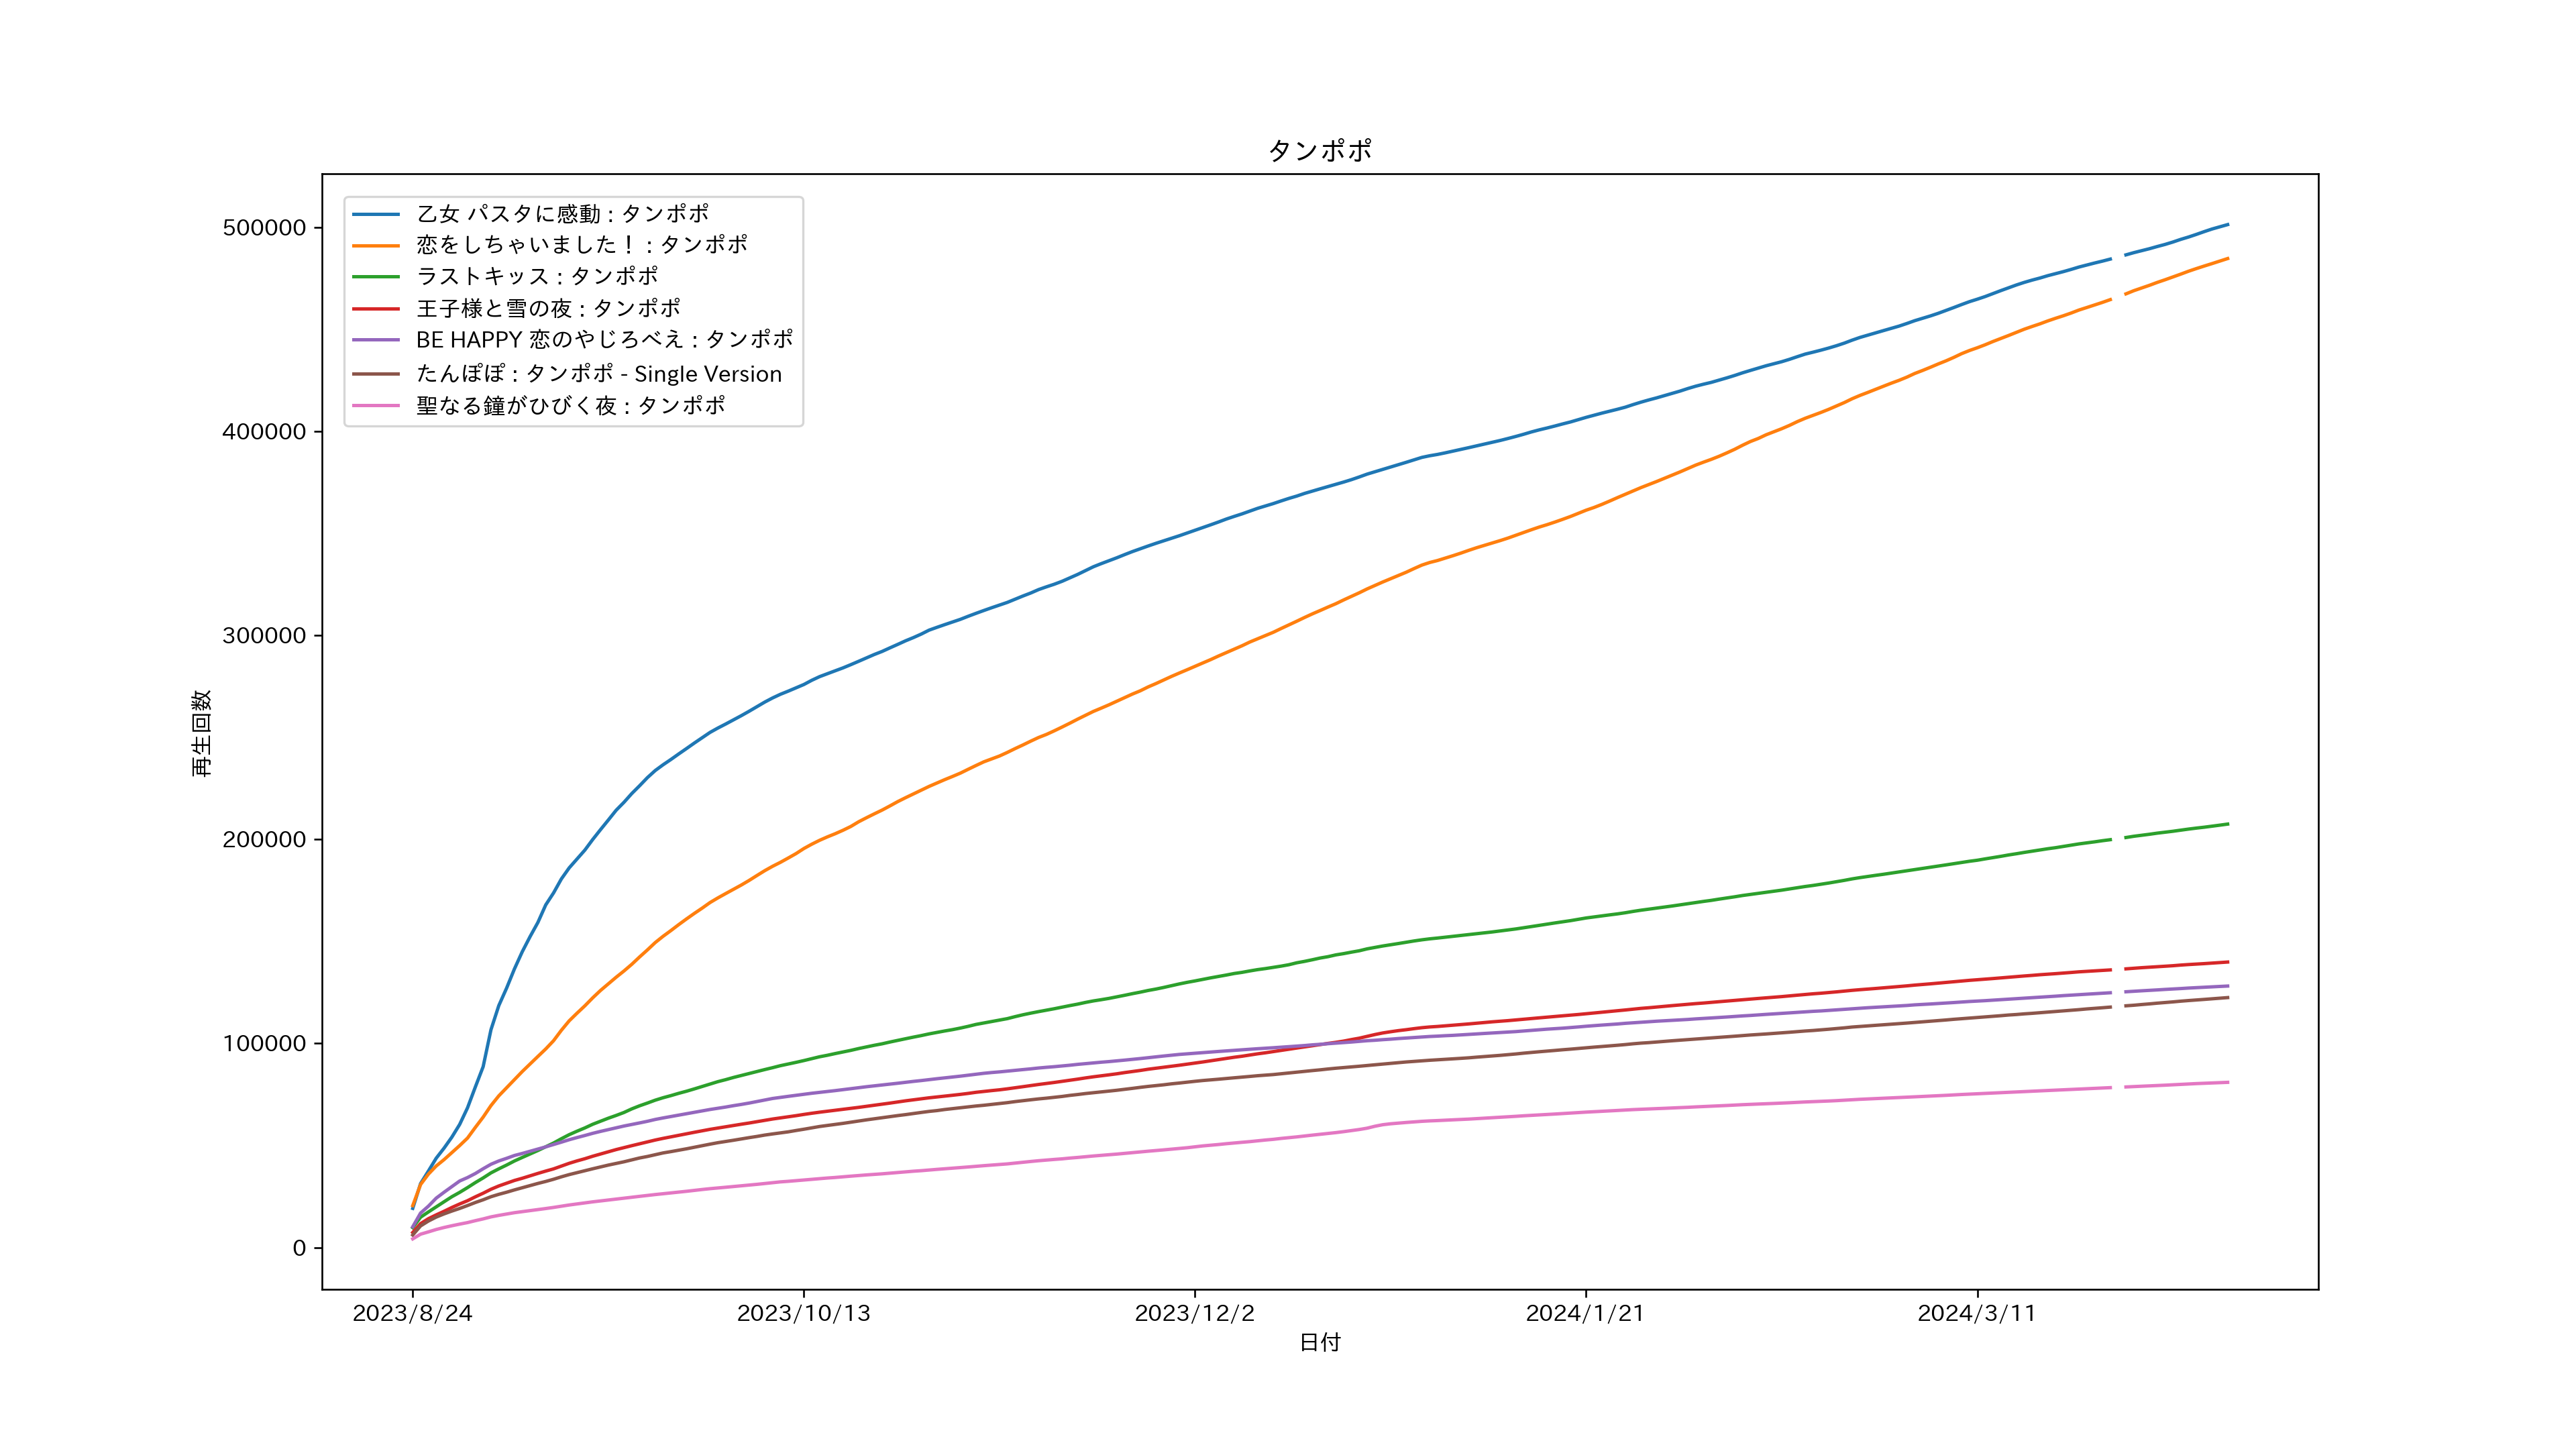 タンポポ
乙女 パスタに感動 : タンポポ
恋をしちゃいました！ : タンポポ
ラストキッス : タンポポ
王子様と雪の夜 : タンポポ
BE HAPPY 恋のやじろべえ : タンポポ
たんぽぽ : タンポポ - Single Version
聖なる鐘がひびく夜 : タンポポ
再生回数
500000
400000
300000
200000
100000
0
2023/8/24
2023/10/13
2023/12/2
2024/1/21
2024/3/11
日付